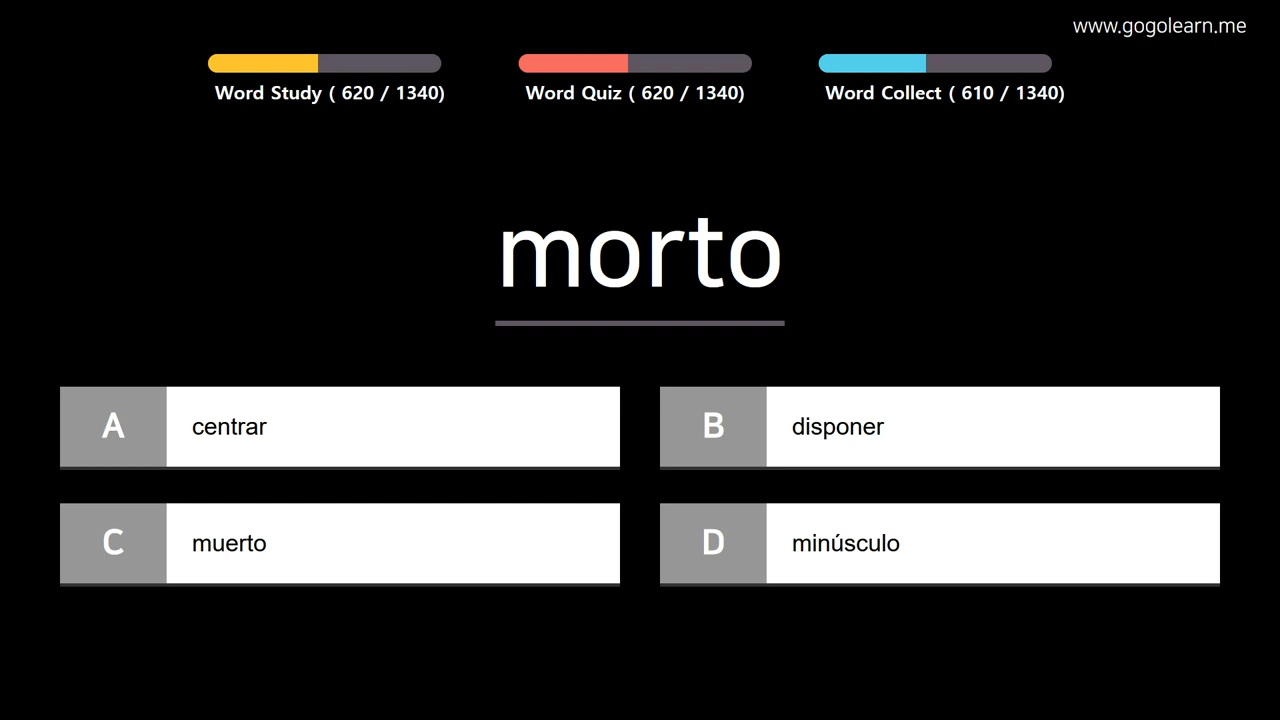 www.gogolearn.me
Word Study ( 620 / 1340)
Word Quiz ( 620 / 1340)
Word Collect ( 610 / 1340)
morto
A
centrar
B
disponer
C
muerto
D
minúsculo